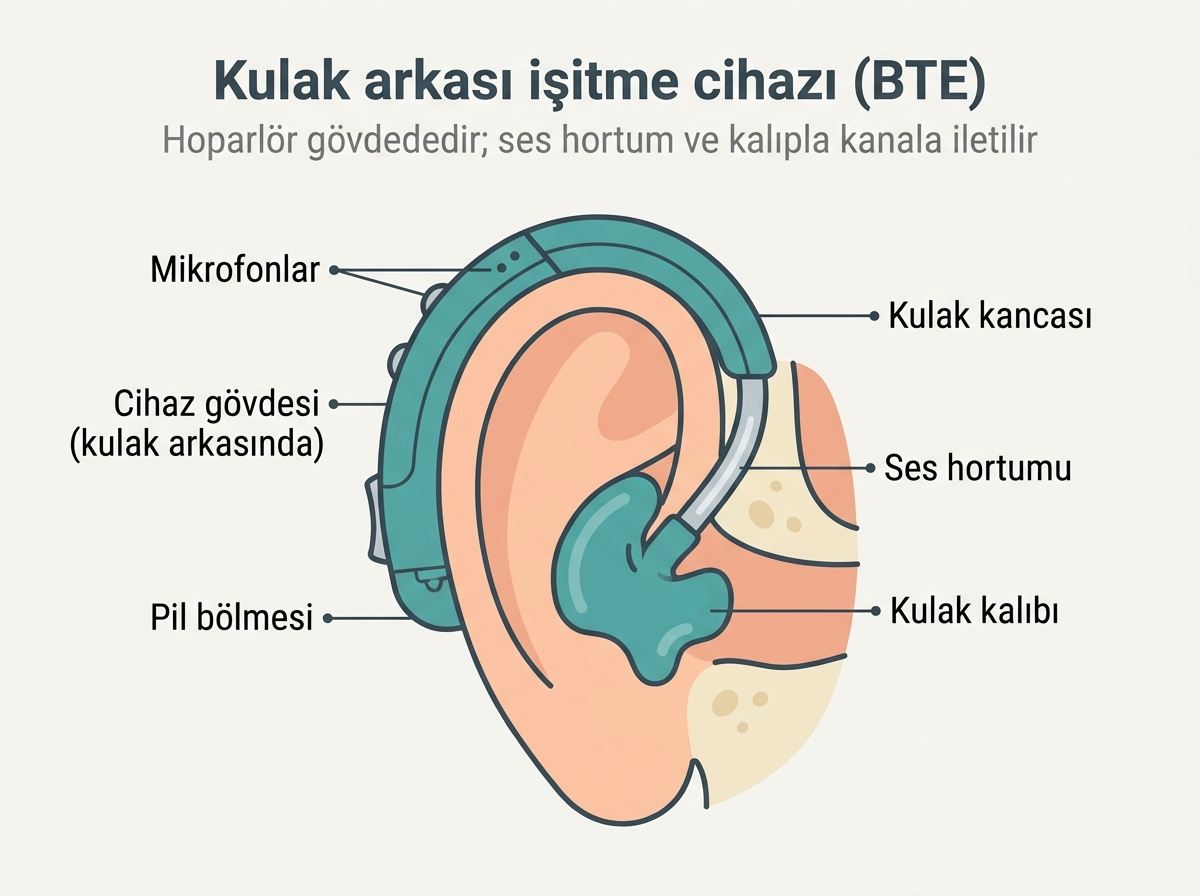 Kulak arkası işitme cihazı (BTE)
Hoparlör gövdededir; ses hortum ve kalıpla kanala iletilir
Mikrofonlar
Kulak kancası
Cihaz gövdesi
(kulak arkasında)
Ses hortumu
Pil bölmesi
Kulak kalıbı